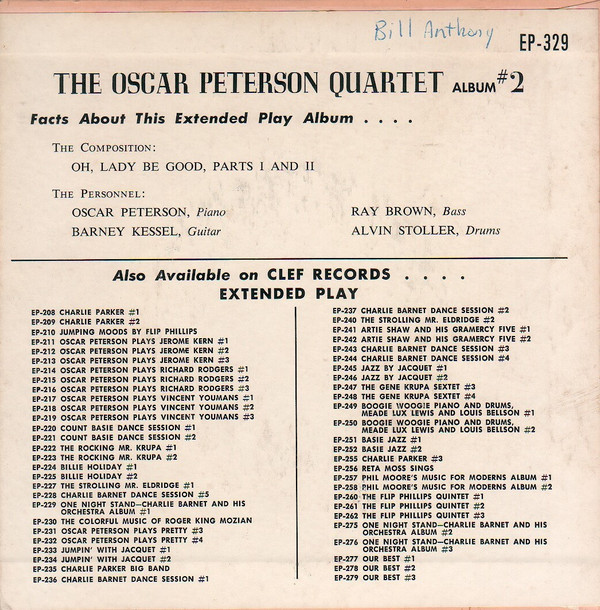 Bill Anthony
EP-329
THE OSCAR PETERSON QUARTET ALBUM #2
Facts About This Extended Play Album . . . .
THE COMPOSITION:
OH, LADY BE GOOD, PARTS I AND II
THE PERSONNEL:
OSCAR PETERSON, Piano
RAY BROWN, Bass
BARNEY KESSEL, Guitar
ALVIN STOLLER, Drums
Also Available on CLEF RECORDS . . . .
EXTENDED PLAY
EP-208 CHARLIE PARKER #1
EP-209 CHARLIE PARKER #2
EP-210 JUMPING MOODS BY FLIP PHILLIPS
EP-211 OSCAR PETERSON PLAYS JEROME KERN #1
EP-212 OSCAR PETERSON PLAYS JEROME KERN #2
EP-213 OSCAR PETERSON PLAYS JEROME KERN #3
EP-214 OSCAR PETERSON PLAYS RICHARD RODGERS #1
EP-215 OSCAR PETERSON PLAYS RICHARD RODGERS #2
EP-216 OSCAR PETERSON PLAYS RICHARD RODGERS #3
EP-217 OSCAR PETERSON PLAYS VINCENT YOUMANS #1
EP-218 OSCAR PETERSON PLAYS VINCENT YOUMANS #2
EP-219 OSCAR PETERSON PLAYS VINCENT YOUMANS #3
EP-220 COUNT BASIE DANCE SESSION #1
EP-221 COUNT BASIE DANCE SESSION #2
EP-222 THE ROCKING MR. KRUPA #1
EP-223 THE ROCKING MR. KRUPA #2
EP-224 BILLIE HOLIDAY #1
EP-225 BILLIE HOLIDAY #2
EP-227 THE STROLLING MR. ELDRIDGE #1
EP-228 CHARLIE BARNET DANCE SESSION #5
EP-229 ONE NIGHT STAND—CHARLIE BARNET AND HIS
ORCHESTRA ALBUM #1
EP-230 THE COLORFUL MUSIC OF ROGER KING MOZIAN
EP-231 OSCAR PETERSON PLAYS PRETTY #3
EP-232 OSCAR PETERSON PLAYS PRETTY #4
EP-233 JUMPIN' WITH JACQUET #1
EP-234 JUMPIN' WITH JACQUET #2
EP-235 CHARLIE PARKER BIG BAND
EP-236 CHARLIE BARNET DANCE SESSION #1
EP-237 CHARLIE BARNET DANCE SESSION #2
EP-240 THE STROLLING MR. ELDRIDGE #2
EP-241 ARTIE SHAW AND HIS GRAMERCY FIVE #1
EP-242 ARTIE SHAW AND HIS GRAMERCY FIVE #2
EP-243 CHARLIE BARNET DANCE SESSION #3
EP-244 CHARLIE BARNET DANCE SESSION #4
EP-245 JAZZ BY JACQUET #1
EP-246 JAZZ BY JACQUET #2
EP-247 THE GENE KRUPA SEXTET #3
EP-248 THE GENE KRUPA SEXTET #4
EP-249 BOOGIE WOOGIE PIANO AND DRUMS,
MEADE LUX LEWIS AND LOUIS BELLSON #1
EP-250 BOOGIE WOOGIE PIANO AND DRUMS,
MEADE LUX LEWIS AND LOUIS BELLSON #2
EP-251 BASIE JAZZ #1
EP-252 BASIE JAZZ #2
EP-255 CHARLIE PARKER #3
EP-256 RETA MOSS SINGS
EP-257 PHIL MOORE'S MUSIC FOR MODERNS ALBUM #1
EP-258 PHIL MOORE'S MUSIC FOR MODERNS ALBUM #2
EP-260 THE FLIP PHILLIPS QUINTET #1
EP-261 THE FLIP PHILLIPS QUINTET #2
EP-262 THE FLIP PHILLIPS QUINTET #3
EP-275 ONE NIGHT STAND—CHARLIE BARNET AND HIS
ORCHESTRA ALBUM #2
EP-276 ONE NIGHT STAND—CHARLIE BARNET AND HIS
ORCHESTRA ALBUM #3
EP-277 OUR BEST #1
EP-278 OUR BEST #2
EP-279 OUR BEST #3